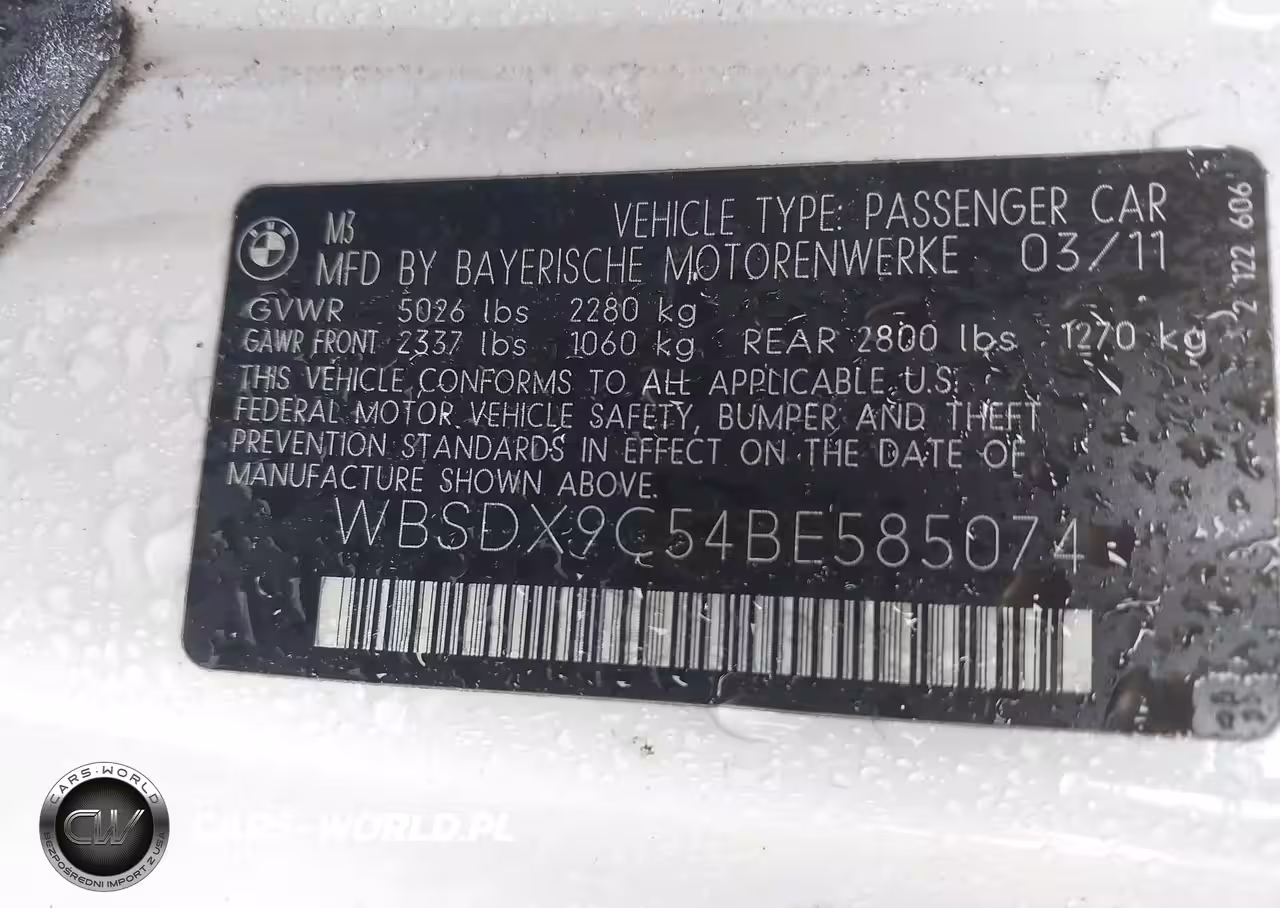 M3
VEHICLE TYPE: PASSENGER CAR
MFD BY BAYERISCHE MOTORENWERKE 03/11
GVWR 5026 lbs 2280 kg
GAWR FRONT 2337 lbs 1060 kg REAR 2800 lbs 1270 kg
THIS VEHICLE CONFORMS TO ALL APPLICABLE U.S.
FEDERAL MOTOR VEHICLE SAFETY, BUMPER AND THEFT
PREVENTION STANDARDS IN EFFECT ON THE DATE OF
MANUFACTURE SHOWN ABOVE.
WBSDX9C54BE585074
2 122 606
CARS-WORLD
CW
BEZPOŚREDNI IMPORT Z USA
CARS-WORLD.PL